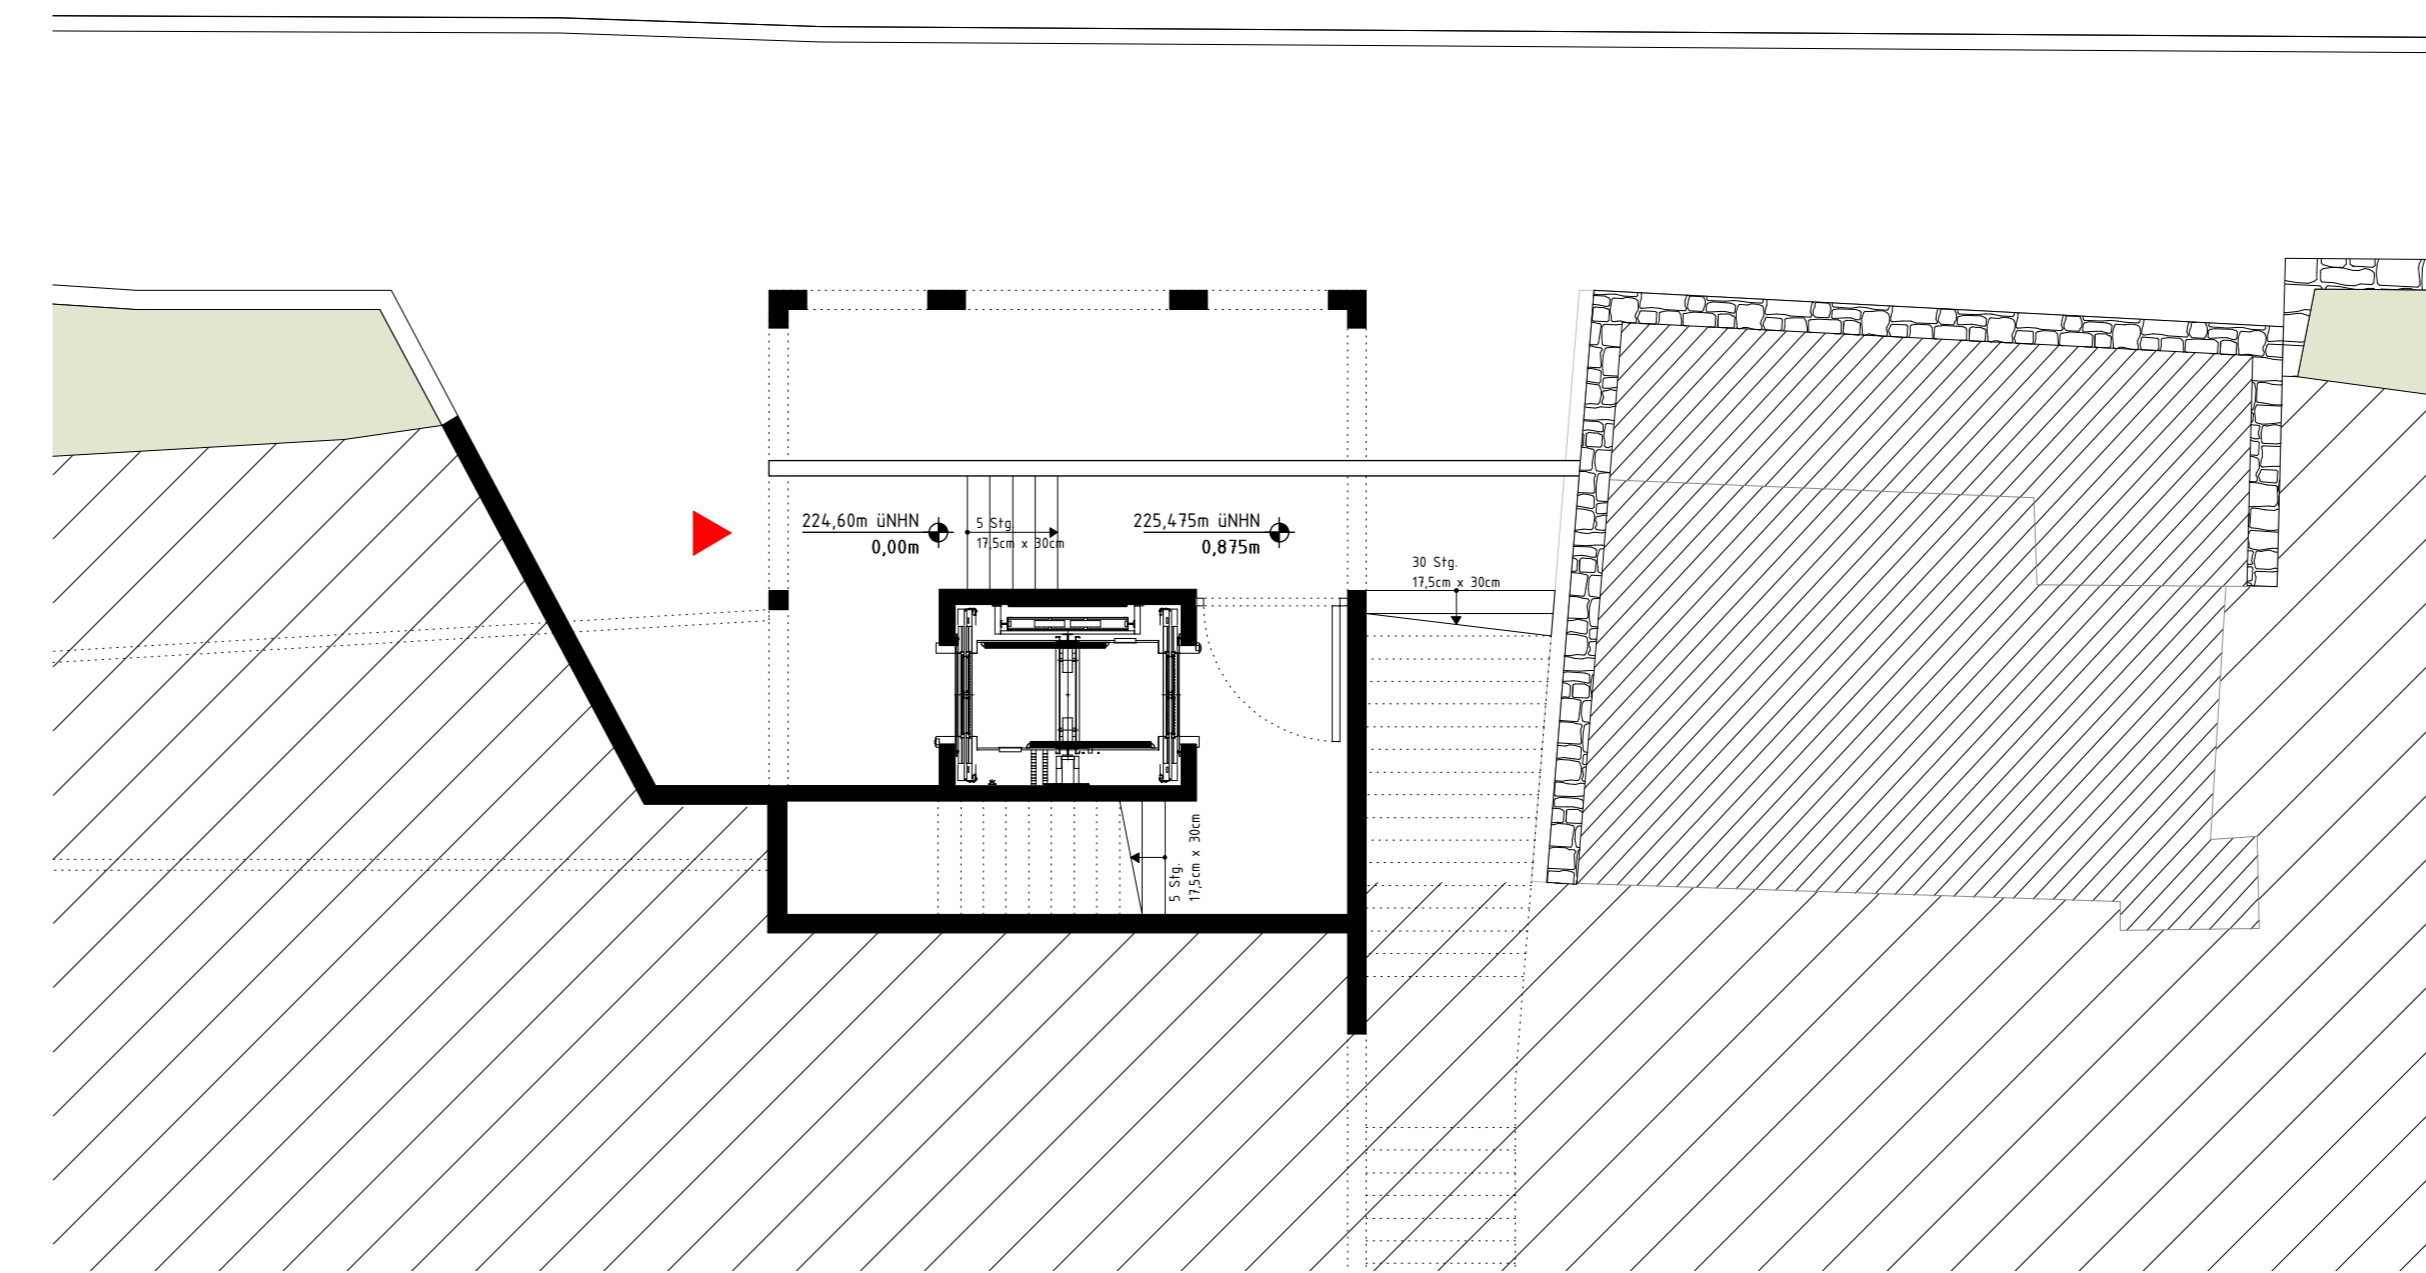 224,60m üNHN
0,00m
5 Stg.
17,5cm x 30cm
225,475m üNHN
0,875m
30 Stg.
17,5cm x 30cm
5 Stg.
17,5cm x 30cm